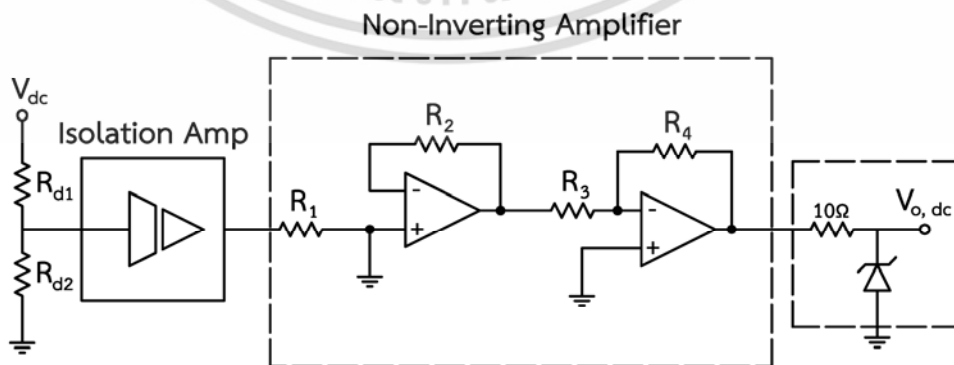 Non-Inverting Amplifier
V_dc
Isolation Amp
R_d1
R_d2
R_1
R_2
-
+
R_3
R_4
-
+
10Ω
V_o, dc